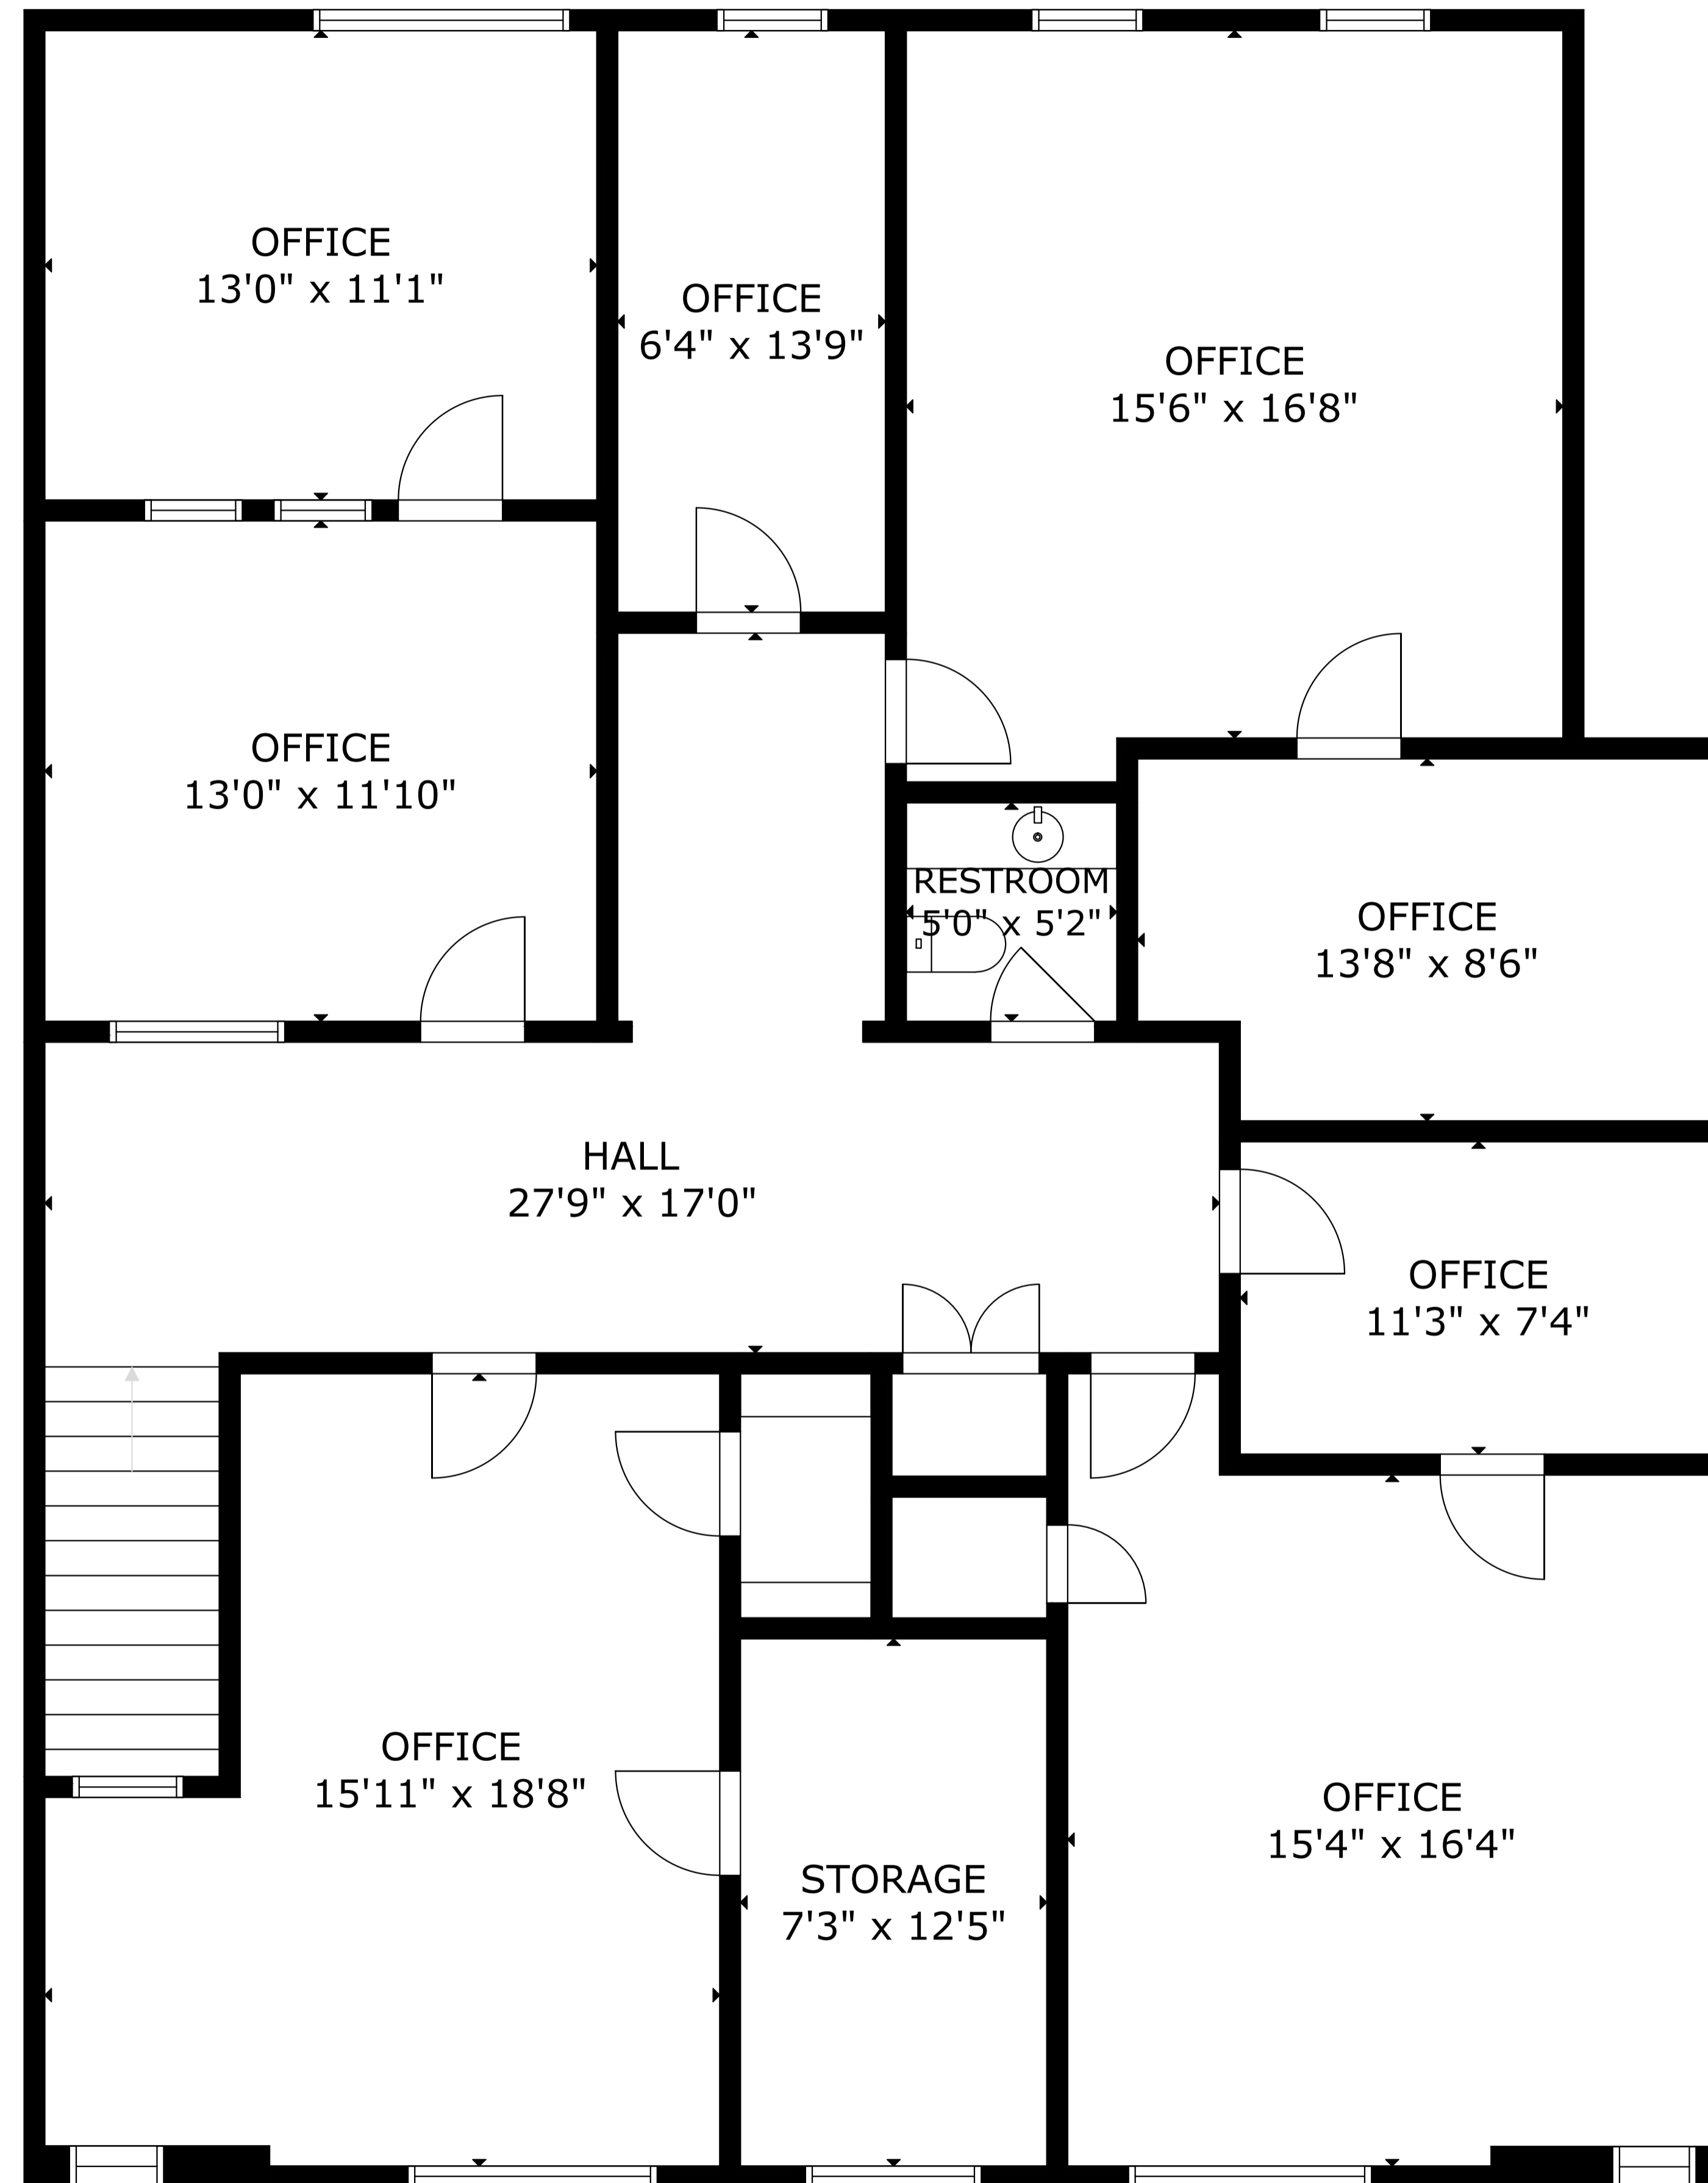 OFFICE
13'0" x 11'1"
OFFICE
6'4" x 13'9"
OFFICE
15'6" x 16'8"
OFFICE
13'0" x 11'10"
RESTROOM
5'0" x 5'2"
OFFICE
13'8" x 8'6"
HALL
27'9" x 17'0"
OFFICE
11'3" x 7'4"
OFFICE
15'11" x 18'8"
STORAGE
7'3" x 12'5"
OFFICE
15'4" x 16'4"